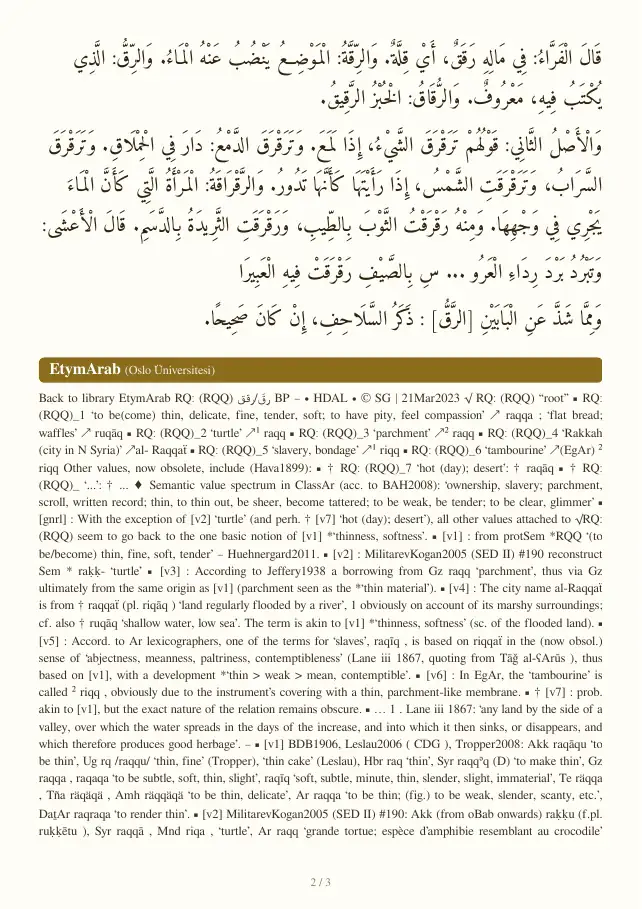 قَالَ الْفَرَّاءُ: فِي مَالِهِ رَقَقٌ، أَيْ قِلَّةٌ. وَالرِّقَّةُ: الْمَوْضِعُ يَنْضُبُ عَنْهُ الْمَاءُ. وَالرِّقُّ: الَّذِي
يُكْتَبُ فِيهِ، مَعْرُوفٌ. وَالرُّقَاقُ: الْخُبْزُ الرَّقِيقُ.
وَالْأَصْلُ الثَّانِي: قَوْلُهُمْ تَرَقْرَقَ الشَّيْءُ، إِذَا لَمَعَ. وَتَرَقْرَقَ الدَّمْعُ: دَارَ فِي الْحِمْلَاقِ. وَتَرَقْرَقَ
السَّرَابُ، وَتَرَقْرَقَتِ الشَّمْسُ، إِذَا رَأَيْتَهَا كَأَنَّهَا تَدُورُ. وَالرَّقْرَاقَةُ: الْمَرْأَةُ الَّتِي كَأَنَّ الْمَاءَ
يَجْرِي فِي وَجْهِهَا. وَمِنْهُ رَقْرَقْتُ الثَّوْبَ بِالطِّيبِ، وَرَقْرَقَتِ الثَّرِيدَةُ بِالدَّسَمِ. قَالَ الْأَعْشَى:
وَتَبْرُدُ بَرْدَ رِدَاءِ الْعَرُو ... سِ بِالصَّيْفِ رَقْرَقَتْ فِيهِ الْعَبِيرَا
وَمِمَّا شَذَّ عَنِ الْبَابَيْنِ [الرَّقُّ] : ذَكَرُ السَّلَاحِفِ، إِنْ كَانَ صَحِيحًا.
EtymArab (Oslo Üniversitesi)
Back to library EtymArab RQ: (RQQ) رقّ/رقق BP – • HDAL • © SG | 21Mar2023 √ RQ: (RQQ) “root” ▪ RQ:
(RQQ)_1 ‘to be(come) thin, delicate, fine, tender, soft; to have pity, feel compassion’ ↗ raqqa ; ‘flat bread;
waffles’ ↗ ruqāq ▪ RQ: (RQQ)_2 ‘turtle’ ↗¹ raqq ▪ RQ: (RQQ)_3 ‘parchment’ ↗² raqq ▪ RQ: (RQQ)_4 ‘Rakkah
(city in N Syria)’ ↗al- Raqqaẗ ▪ RQ: (RQQ)_5 ‘slavery, bondage’ ↗¹ riqq ▪ RQ: (RQQ)_6 ‘tambourine’ ↗(EgAr) ²
riqq Other values, now obsolete, include (Hava1899): ▪ † RQ: (RQQ)_7 ‘hot (day); desert’: † raqāq ▪ † RQ:
(RQQ)_ ‘...’: † ... ♦ Semantic value spectrum in ClassAr (acc. to BAH2008): ‘ownership, slavery; parchment,
scroll, written record; thin, to thin out, be sheer, become tattered; to be weak, be tender; to be clear, glimmer’ ▪
[gnrl] : With the exception of [v2] ‘turtle’ (and perh. † [v7] ‘hot (day); desert’), all other values attached to √RQ:
(RQQ) seem to go back to the one basic notion of [v1] *‘thinness, softness’. ▪ [v1] : from protSem *RQQ ‘(to
be/become) thin, fine, soft, tender’ – Huehnergard2011. ▪ [v2] : MilitarevKogan2005 (SED II) #190 reconstruct
Sem * raḳḳ- ‘turtle’ ▪ [v3] : According to Jeffery1938 a borrowing from Gz raqq ‘parchment’, thus via Gz
ultimately from the same origin as [v1] (parchment seen as the *‘thin material’). ▪ [v4] : The city name al-Raqqaẗ
is from † raqqaẗ (pl. riqāq ) ‘land regularly flooded by a river’, 1 obviously on account of its marshy surroundings;
cf. also † ruqāq ‘shallow water, low sea’. The term is akin to [v1] *‘thinness, softness’ (sc. of the flooded land). ▪
[v5] : Accord. to Ar lexicographers, one of the terms for ‘slaves’, raqīq , is based on riqqaẗ in the (now obsol.)
sense of ‘abjectness, meanness, paltriness, contemptibleness’ (Lane iii 1867, quoting from Tāǧ al-ʕArūs ), thus
based on [v1], with a development *‘thin > weak > mean, contemptible’. ▪ [v6] : In EgAr, the ‘tambourine’ is
called ² riqq , obviously due to the instrument’s covering with a thin, parchment-like membrane. ▪ † [v7] : prob.
akin to [v1], but the exact nature of the relation remains obscure. ▪ … 1 . Lane iii 1867: ‘any land by the side of a
valley, over which the water spreads in the days of the increase, and into which it then sinks, or disappears, and
which therefore produces good herbage’. – ▪ [v1] BDB1906, Leslau2006 ( CDG ), Tropper2008: Akk raqāqu ‘to
be thin’, Ug rq /raqqu/ ‘thin, fine’ (Tropper), ‘thin cake’ (Leslau), Hbr raq ‘thin’, Syr raqqᵊq (D) ‘to make thin’, Gz
raqqa , raqaqa ‘to be subtle, soft, thin, slight’, raqīq ‘soft, subtle, minute, thin, slender, slight, immaterial’, Te räqqa
, Tña räqäqä , Amh räqqäqä ‘to be thin, delicate’, Ar raqqa ‘to be thin; (fig.) to be weak, slender, scanty, etc.’,
DaṯAr raqraqa ‘to render thin’. ▪ [v2] MilitarevKogan2005 (SED II) #190: Akk (from oBab onwards) raḳḳu (f.pl.
ruḳḳētu ), Syr raqqā , Mnd riqa , ‘turtle’, Ar raqq ‘grande tortue; espèce d’amphibie resemblant au crocodile’
2 / 3